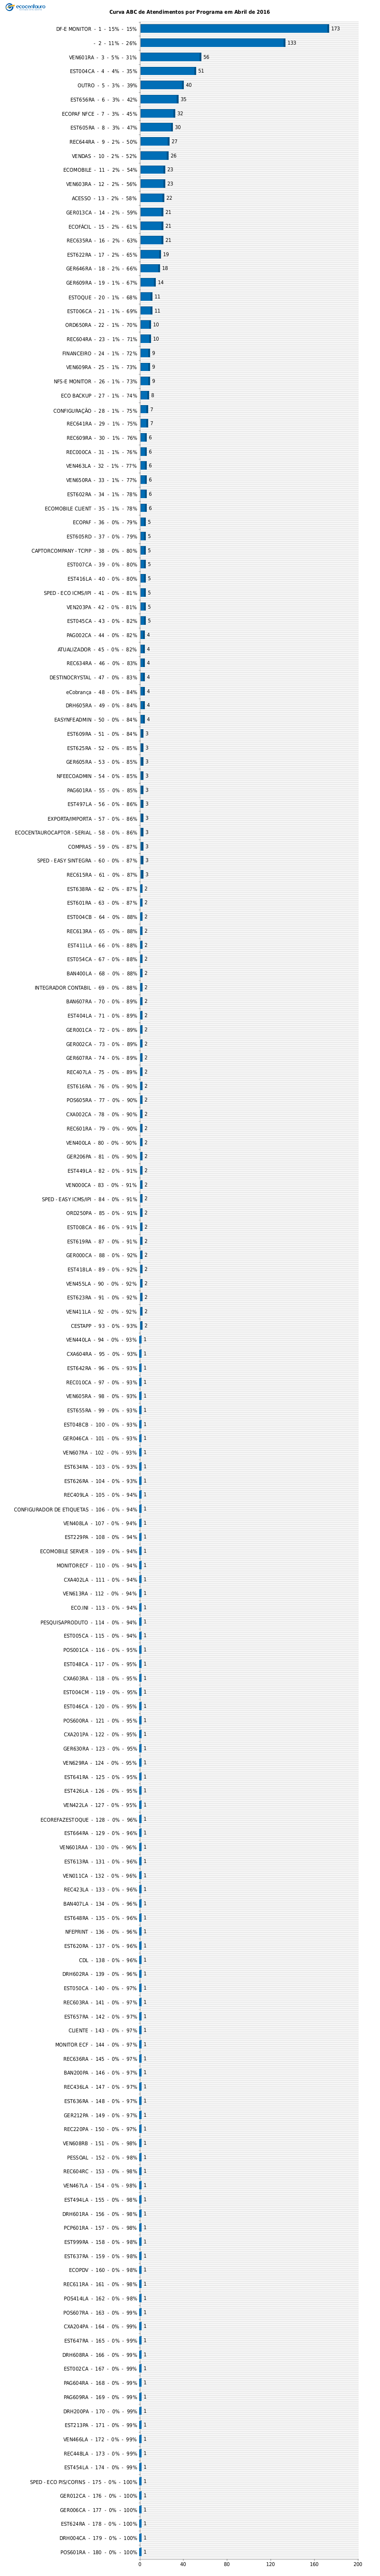 ecocentauro
Curva ABC de Atendimentos por Programa em Abril de 2016
DF-E MONITOR - 1 - 15% - 15% 173
- 2 - 11% - 26% 133
VEN601RA - 3 - 5% - 31% 56
EST004CA - 4 - 4% - 35% 51
OUTRO - 5 - 3% - 39% 40
EST656RA - 6 - 3% - 42% 35
ECOPAF NFCE - 7 - 3% - 45% 32
EST605RA - 8 - 3% - 47% 30
REC644RA - 9 - 2% - 50% 27
VENDAS - 10 - 2% - 52% 26
ECOMOBILE - 11 - 2% - 54% 23
VEN603RA - 12 - 2% - 56% 23
ACESSO - 13 - 2% - 58% 22
GER013CA - 14 - 2% - 59% 21
ECOFACIL - 15 - 2% - 61% 21
REC635RA - 16 - 2% - 63% 21
EST622RA - 17 - 2% - 65% 19
GER646RA - 18 - 2% - 66% 18
GER609RA - 19 - 1% - 67% 14
ESTOQUE - 20 - 1% - 68% 11
EST006CA - 21 - 1% - 69% 11
ORD650RA - 22 - 1% - 70% 10
REC604RA - 23 - 1% - 71% 10
FINANCEIRO - 24 - 1% - 72% 9
VEN609RA - 25 - 1% - 73% 9
NFS-E MONITOR - 26 - 1% - 73% 9
ECO BACKUP - 27 - 1% - 74% 8
CONFIGURAÇÃO - 28 - 1% - 75% 7
REC641RA - 29 - 1% - 75% 7
REC609RA - 30 - 1% - 76% 6
REC000CA - 31 - 1% - 76% 6
VEN463LA - 32 - 1% - 77% 6
VEN650RA - 33 - 1% - 77% 6
EST602RA - 34 - 1% - 78% 6
ECOMOBILE CLIENT - 35 - 1% - 78% 6
ECOPAF - 36 - 0% - 79% 5
EST605RD - 37 - 0% - 79% 5
CAPTORCOMPANY - TCPIP - 38 - 0% - 80% 5
EST007CA - 39 - 0% - 80% 5
EST416LA - 40 - 0% - 80% 5
SPED - ECO ICMS/IPI - 41 - 0% - 81% 5
VEN203PA - 42 - 0% - 81% 5
EST045CA - 43 - 0% - 82% 5
PAG002CA - 44 - 0% - 82% 4
ATUALIZADOR - 45 - 0% - 82% 4
REC634RA - 46 - 0% - 83% 4
DESTINOCRYSTAL - 47 - 0% - 83% 4
eCobrança - 48 - 0% - 84% 4
DRH605RA - 49 - 0% - 84% 4
EASYNFEADMIN - 50 - 0% - 84% 4
EST609RA - 51 - 0% - 84% 3
EST625RA - 52 - 0% - 85% 3
GER605RA - 53 - 0% - 85% 3
NFEECOADMIN - 54 - 0% - 85% 3
PAG601RA - 55 - 0% - 85% 3
EST497LA - 56 - 0% - 86% 3
EXPORTA/IMPORTA - 57 - 0% - 86% 3
ECOCENTAUROCAPTOR - SERIAL - 58 - 0% - 86% 3
COMPRAS - 59 - 0% - 87% 3
SPED - EASY SINTEGRA - 60 - 0% - 87% 3
REC615RA - 61 - 0% - 87% 3
EST638RA - 62 - 0% - 87% 2
EST601RA - 63 - 0% - 87% 2
EST004CB - 64 - 0% - 88% 2
REC613RA - 65 - 0% - 88% 2
EST411LA - 66 - 0% - 88% 2
EST054CA - 67 - 0% - 88% 2
BAN400LA - 68 - 0% - 88% 2
INTEGRADOR CONTABIL - 69 - 0% - 88% 2
BAN607RA - 70 - 0% - 89% 2
EST404LA - 71 - 0% - 89% 2
GER001CA - 72 - 0% - 89% 2
GER002CA - 73 - 0% - 89% 2
GER607RA - 74 - 0% - 89% 2
REC407LA - 75 - 0% - 89% 2
EST616RA - 76 - 0% - 90% 2
POS605RA - 77 - 0% - 90% 2
CXA002CA - 78 - 0% - 90% 2
REC601RA - 79 - 0% - 90% 2
VEN400LA - 80 - 0% - 90% 2
GER206PA - 81 - 0% - 90% 2
EST449LA - 82 - 0% - 91% 2
VEN000CA - 83 - 0% - 91% 2
SPED - EASY ICMS/IPI - 84 - 0% - 91% 2
ORD250PA - 85 - 0% - 91% 2
EST008CA - 86 - 0% - 91% 2
EST619RA - 87 - 0% - 91% 2
GER000CA - 88 - 0% - 92% 2
EST418LA - 89 - 0% - 92% 2
VEN455LA - 90 - 0% - 92% 2
EST623RA - 91 - 0% - 92% 2
VEN411LA - 92 - 0% - 92% 2
CESTAPP - 93 - 0% - 93% 2
VEN440LA - 94 - 0% - 93% 1
CXA604RA - 95 - 0% - 93% 1
EST642RA - 96 - 0% - 93% 1
REC010CA - 97 - 0% - 93% 1
VEN605RA - 98 - 0% - 93% 1
EST655RA - 99 - 0% - 93% 1
EST048CB - 100 - 0% - 93% 1
GER046CA - 101 - 0% - 93% 1
VEN607RA - 102 - 0% - 93% 1
EST634RA - 103 - 0% - 93% 1
EST626RA - 104 - 0% - 93% 1
REC409LA - 105 - 0% - 94% 1
CONFIGURADOR DE ETIQUETAS - 106 - 0% - 94% 1
VEN408LA - 107 - 0% - 94% 1
EST229PA - 108 - 0% - 94% 1
ECOMOBILE SERVER - 109 - 0% - 94% 1
MONITORECF - 110 - 0% - 94% 1
CXA402LA - 111 - 0% - 94% 1
VEN613RA - 112 - 0% - 94% 1
ECO.INI - 113 - 0% - 94% 1
PESQUISAPRODUTO - 114 - 0% - 94% 1
EST005CA - 115 - 0% - 94% 1
POS001CA - 116 - 0% - 95% 1
EST048CA - 117 - 0% - 95% 1
CXA603RA - 118 - 0% - 95% 1
EST004CM - 119 - 0% - 95% 1
EST046CA - 120 - 0% - 95% 1
POS600RA - 121 - 0% - 95% 1
CXA201PA - 122 - 0% - 95% 1
GER630RA - 123 - 0% - 95% 1
VEN629RA - 124 - 0% - 95% 1
EST641RA - 125 - 0% - 95% 1
EST426LA - 126 - 0% - 95% 1
VEN422LA - 127 - 0% - 95% 1
ECOREFAZESTOQUE - 128 - 0% - 96% 1
EST664RA - 129 - 0% - 96% 1
VEN601RAA - 130 - 0% - 96% 1
EST613RA - 131 - 0% - 96% 1
VEN011CA - 132 - 0% - 96% 1
REC423LA - 133 - 0% - 96% 1
BAN407LA - 134 - 0% - 96% 1
EST648RA - 135 - 0% - 96% 1
NFEPRINT - 136 - 0% - 96% 1
EST620RA - 137 - 0% - 96% 1
CDL - 138 - 0% - 96% 1
DRH602RA - 139 - 0% - 96% 1
EST050CA - 140 - 0% - 97% 1
REC603RA - 141 - 0% - 97% 1
EST657RA - 142 - 0% - 97% 1
CLIENTE - 143 - 0% - 97% 1
MONITOR ECF - 144 - 0% - 97% 1
REC636RA - 145 - 0% - 97% 1
BAN200PA - 146 - 0% - 97% 1
REC436LA - 147 - 0% - 97% 1
EST636RA - 148 - 0% - 97% 1
GER212PA - 149 - 0% - 97% 1
REC220PA - 150 - 0% - 97% 1
VEN608RB - 151 - 0% - 98% 1
PESSOAL - 152 - 0% - 98% 1
REC604RC - 153 - 0% - 98% 1
VEN467LA - 154 - 0% - 98% 1
EST494LA - 155 - 0% - 98% 1
DRH601RA - 156 - 0% - 98% 1
PCP601RA - 157 - 0% - 98% 1
EST999RA - 158 - 0% - 98% 1
EST637RA - 159 - 0% - 98% 1
ECOPDV - 160 - 0% - 98% 1
REC611RA - 161 - 0% - 98% 1
POS414LA - 162 - 0% - 98% 1
POS607RA - 163 - 0% - 99% 1
CXA204PA - 164 - 0% - 99% 1
EST647RA - 165 - 0% - 99% 1
DRH608RA - 166 - 0% - 99% 1
EST002CA - 167 - 0% - 99% 1
PAG604RA - 168 - 0% - 99% 1
PAG609RA - 169 - 0% - 99% 1
DRH200PA - 170 - 0% - 99% 1
EST213PA - 171 - 0% - 99% 1
VEN466LA - 172 - 0% - 99% 1
REC448LA - 173 - 0% - 99% 1
EST454LA - 174 - 0% - 99% 1
SPED - ECO PIS/COFINS - 175 - 0% - 100% 1
GER012CA - 176 - 0% - 100% 1
GER006CA - 177 - 0% - 100% 1
EST624RA - 178 - 0% - 100% 1
DRH004CA - 179 - 0% - 100% 1
POS601RA - 180 - 0% - 100% 1
0 40 80 120 160 200